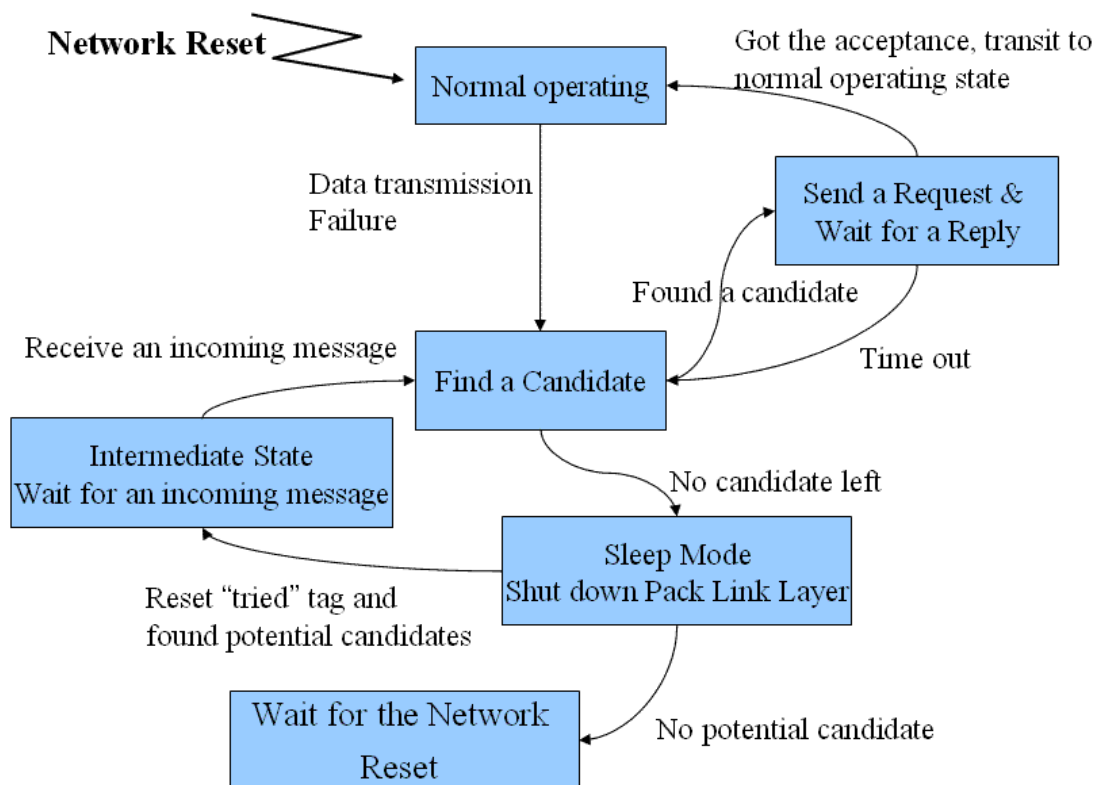 Network Reset
Got the acceptance, transit to
normal operating state
Normal operating
Data transmission
Failure
Send a Request &
Wait for a Reply
Found a candidate
Receive an incoming message
Find a Candidate
Time out
Intermediate State
Wait for an incoming message
No candidate left
Sleep Mode
Shut down Pack Link Layer
Reset “tried” tag and
found potential candidates
Wait for the Network
Reset
No potential candidate